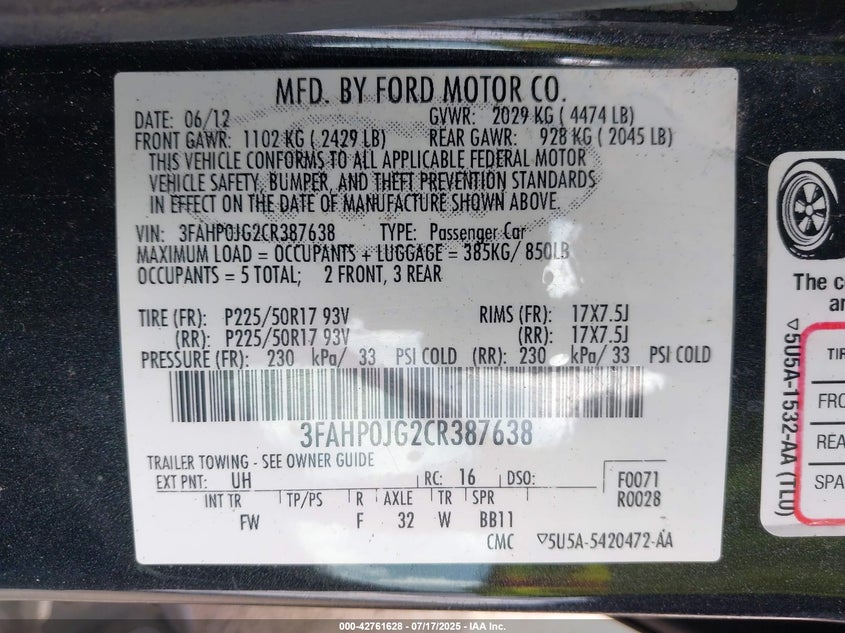 MFD. BY FORD MOTOR CO.
DATE: 06/12 GVWR: 2029 KG ( 4474 LB)
FRONT GAWR: 1102 KG ( 2429 LB) REAR GAWR: 928 KG ( 2045 LB)
THIS VEHICLE CONFORMS TO ALL APPLICABLE FEDERAL MOTOR
VEHICLE SAFETY, BUMPER, AND THEFT PREVENTION STANDARDS
IN EFFECT ON THE DATE OF MANUFACTURE SHOWN ABOVE.
VIN: 3FAHP0JG2CR387638 TYPE: Passenger Car
MAXIMUM LOAD = OCCUPANTS + LUGGAGE = 385KG/ 850LB
OCCUPANTS = 5 TOTAL; 2 FRONT, 3 REAR
TIRE (FR): P225/50R17 93V RIMS (FR): 17X7.5J
(RR): P225/50R17 93V (RR): 17X7.5J
PRESSURE (FR): 230 kPa/ 33 PSI COLD (RR): 230 kPa/ 33 PSI COLD
3FAHP0JG2CR387638
TRAILER TOWING - SEE OWNER GUIDE
EXT PNT: UH RC: 16 DSO: F0071
INT TR TP/PS R AXLE TR SPR R0028
FW F 32 W BB11
CMC ▽5U5A-5420472-AA
The c
an
▽5U5A-1532-AA (TL0)
TIR
FRO
REA
SPA
000-42761628 - 07/17/2025 - IAA Inc.